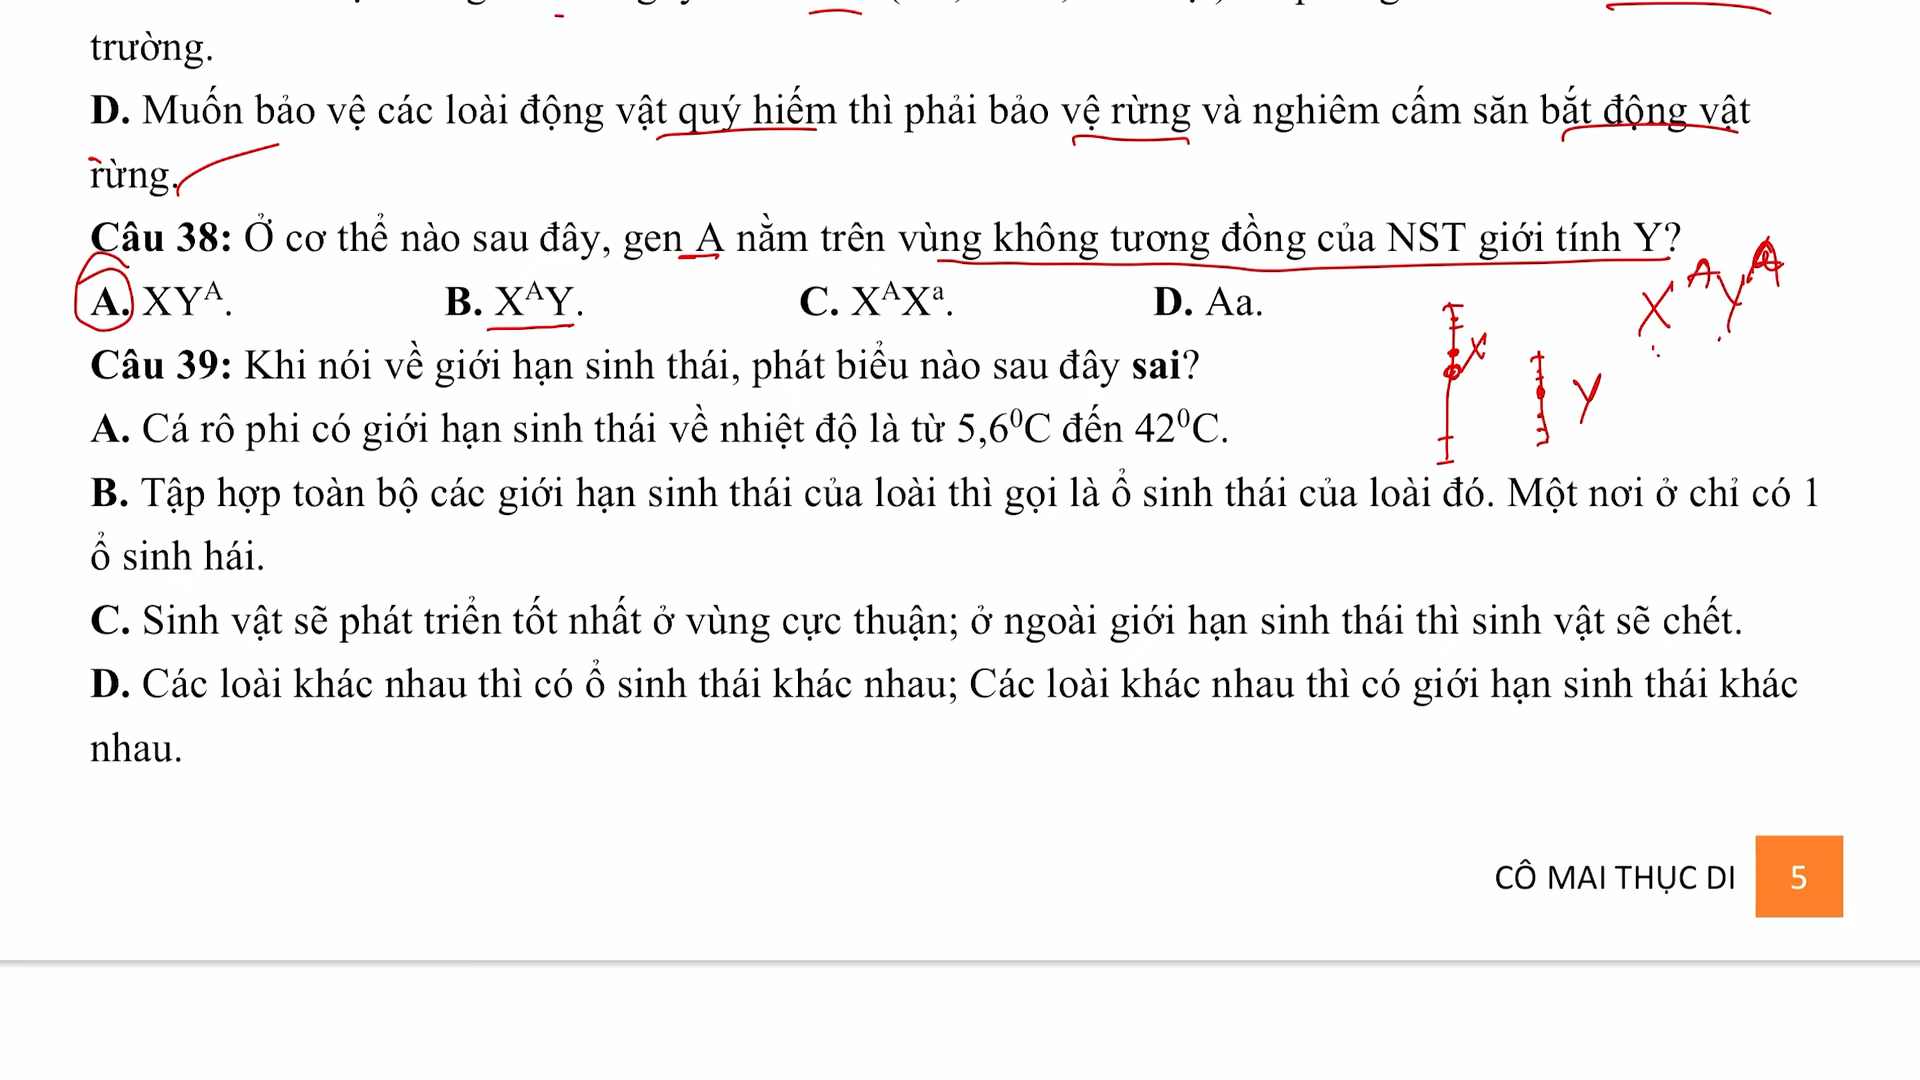 trường.
D. Muốn bảo vệ các loài động vật quý hiếm thì phải bảo vệ rừng và nghiêm cấm săn bắt động vật
rừng.
Câu 38: Ở cơ thể nào sau đây, gen A nằm trên vùng không tương đồng của NST giới tính Y?
A. XYᴬ. B. XᴬY. C. XᴬXᵃ. D. Aa.
X A Y
X
Y
Câu 39: Khi nói về giới hạn sinh thái, phát biểu nào sau đây sai?
A. Cá rô phi có giới hạn sinh thái về nhiệt độ là từ 5,6⁰C đến 42⁰C.
B. Tập hợp toàn bộ các giới hạn sinh thái của loài thì gọi là ổ sinh thái của loài đó. Một nơi ở chỉ có 1
ổ sinh hái.
C. Sinh vật sẽ phát triển tốt nhất ở vùng cực thuận; ở ngoài giới hạn sinh thái thì sinh vật sẽ chết.
D. Các loài khác nhau thì có ổ sinh thái khác nhau; Các loài khác nhau thì có giới hạn sinh thái khác
nhau.
CÔ MAI THỤC DI 5